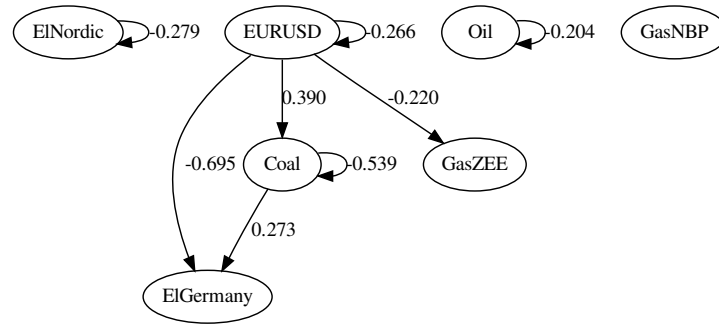 ElNordic
-0.279
EURUSD
-0.266
Oil
-0.204
GasNBP
0.390
-0.220
-0.695
Coal
-0.539
GasZEE
0.273
ElGermany